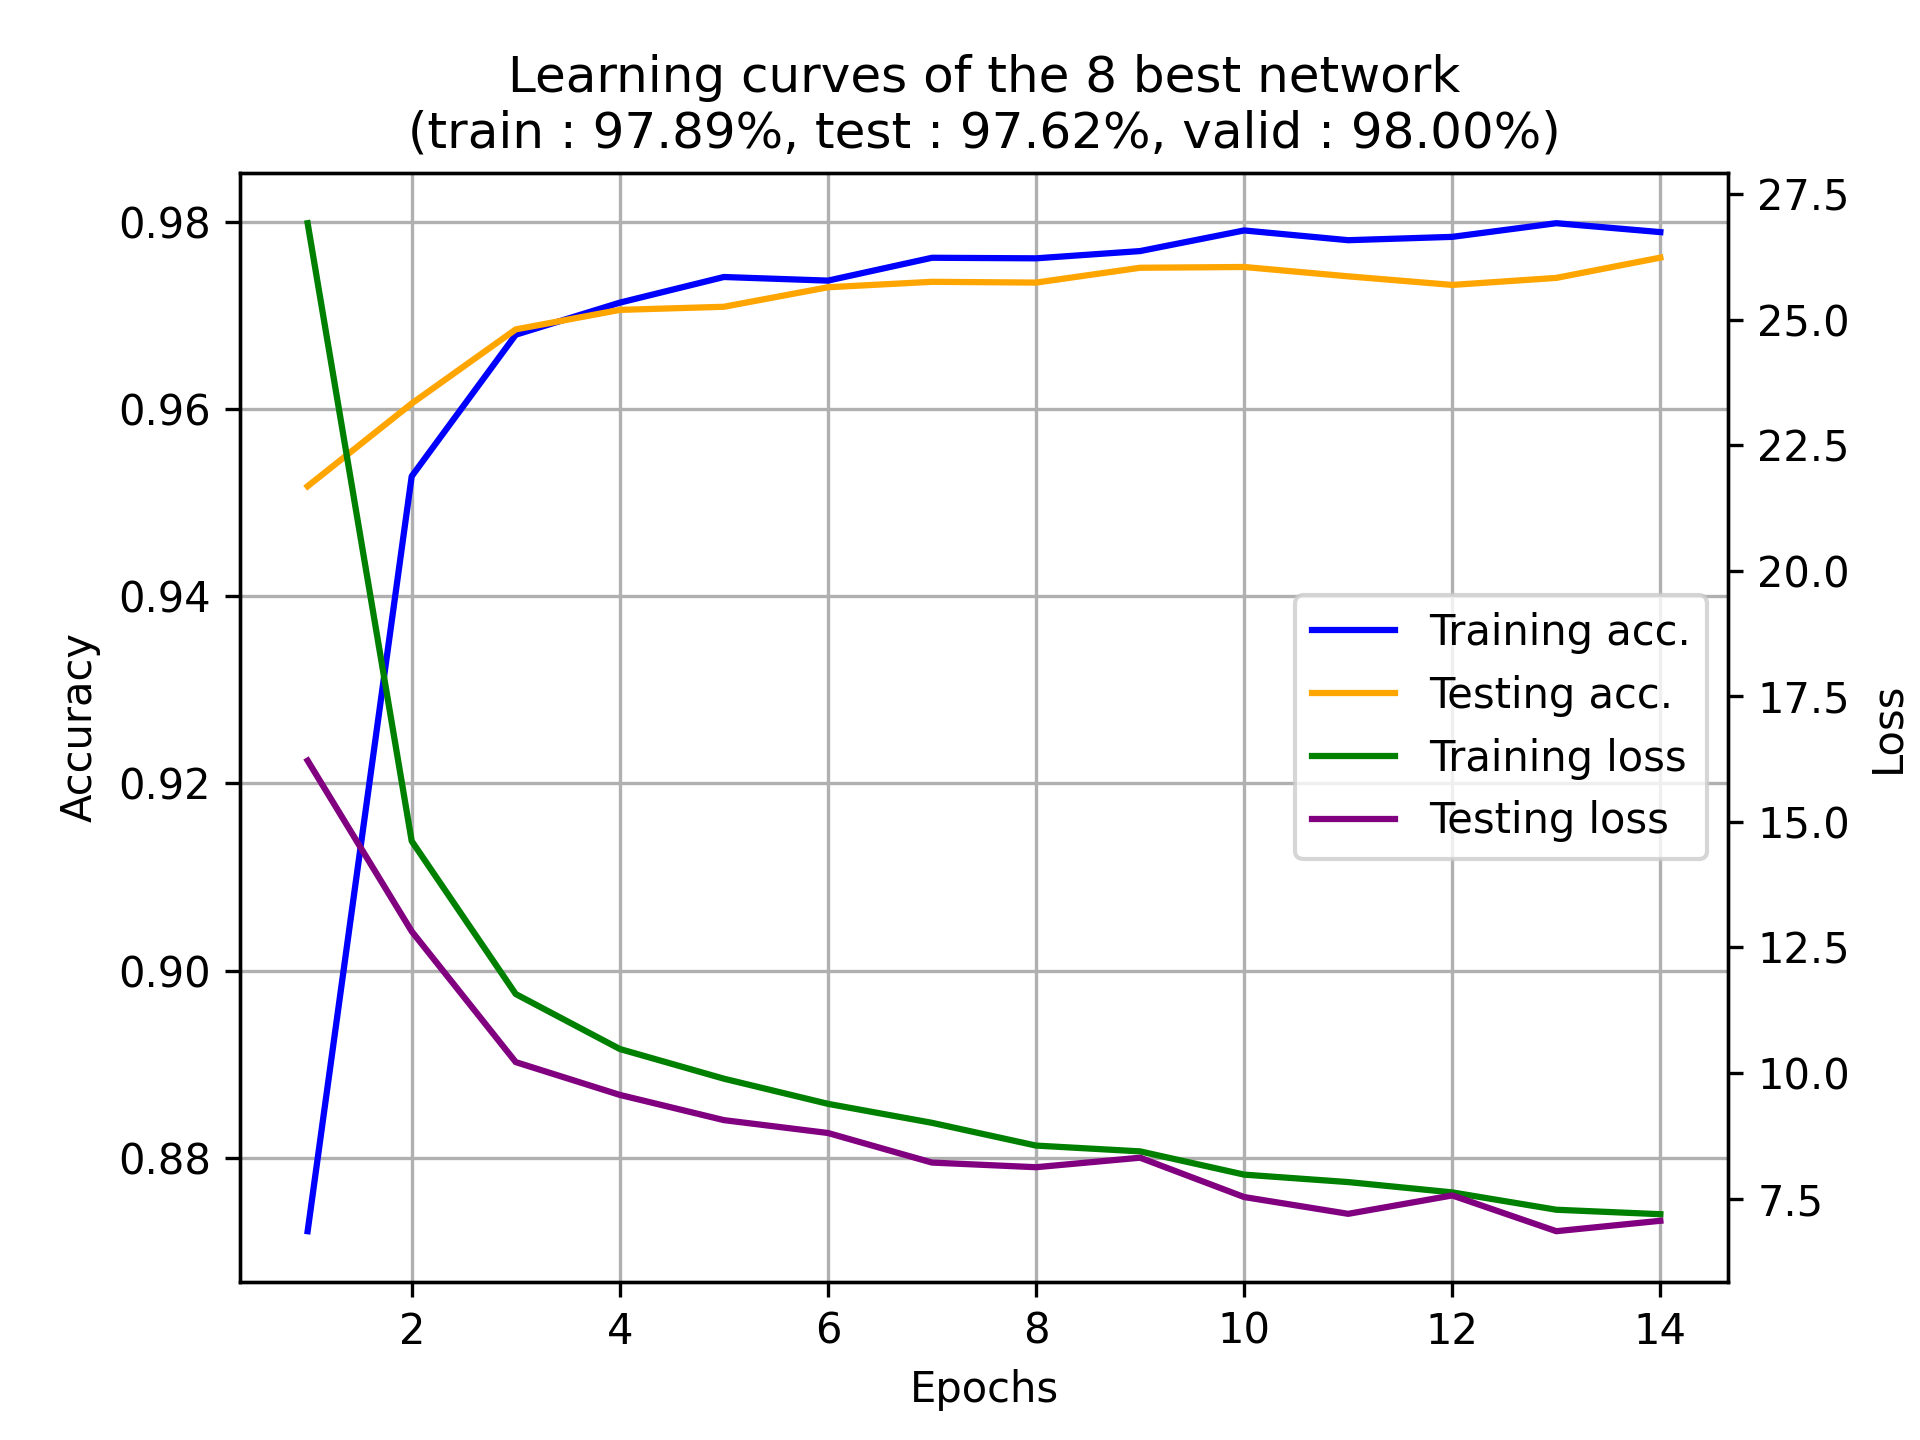 Learning curves of the 8 best network
(train : 97.89%, test : 97.62%, valid : 98.00%)
0.98
0.96
0.94
0.92
0.90
0.88
Accuracy
27.5
25.0
22.5
20.0
17.5
15.0
12.5
10.0
7.5
Loss
Training acc.
Testing acc.
Training loss
Testing loss
2 4 6 8 10 12 14
Epochs